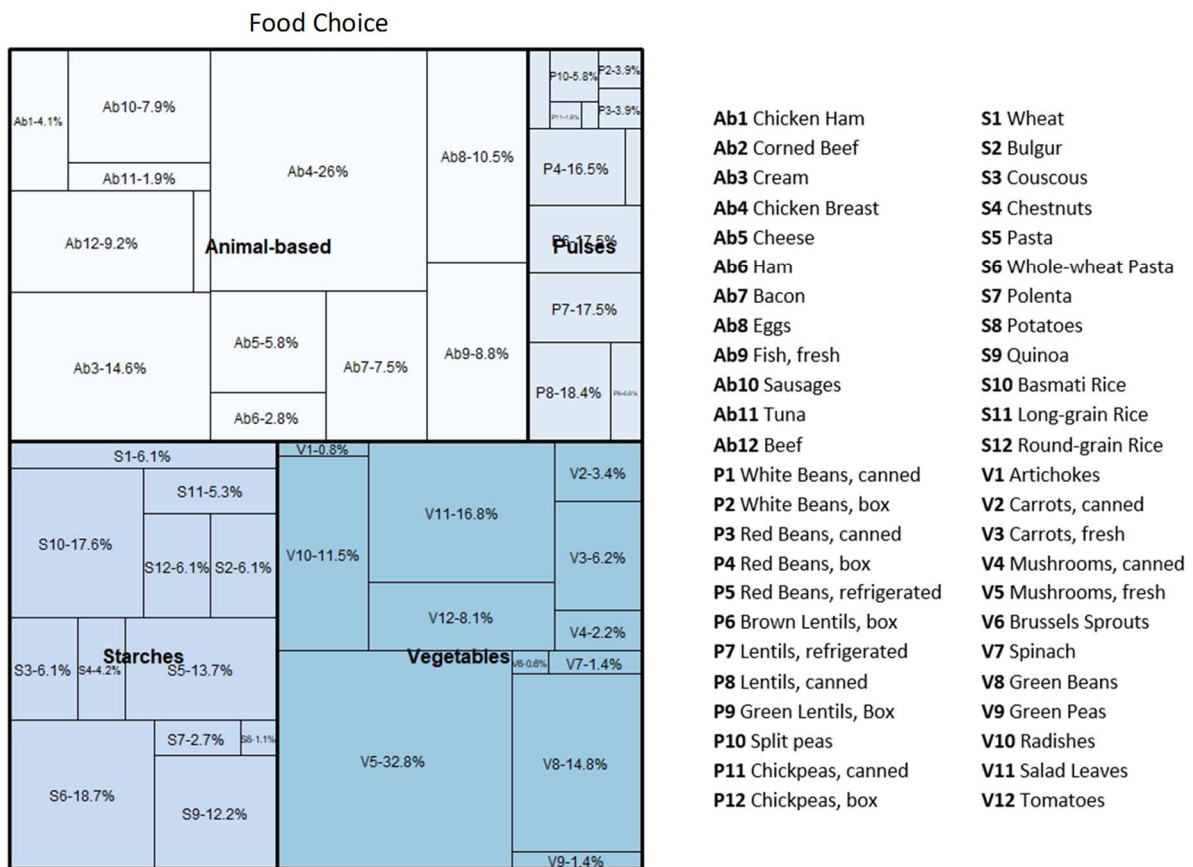 Food Choice
Ab1-4.1%
Ab10-7.9%
Ab11-1.9%
Ab4-26%
Ab8-10.5%
P10-5.8%
P2-3.9%
P3-3.9%
P11-1.9%
P4-16.5%
Ab12-9.2%
Animal-based
P6-17.5%
Pulses
P7-17.5%
Ab3-14.6%
Ab5-5.8%
Ab7-7.5%
Ab9-8.8%
Ab6-2.8%
P8-18.4%
S1-6.1%
S11-5.3%
S10-17.6%
S12-6.1%
S2-6.1%
S3-6.1%
S4-4.2%
Starches
S5-13.7%
S7-2.7%
S8-1.1%
S6-18.7%
S9-12.2%
V1-0.8%
V11-16.8%
V2-3.4%
V10-11.5%
V3-6.2%
V12-8.1%
V4-2.2%
Vegetables
V6-0.6%
V7-1.4%
V5-32.8%
V8-14.8%
V9-1.4%
Ab1 Chicken Ham
Ab2 Corned Beef
Ab3 Cream
Ab4 Chicken Breast
Ab5 Cheese
Ab6 Ham
Ab7 Bacon
Ab8 Eggs
Ab9 Fish, fresh
Ab10 Sausages
Ab11 Tuna
Ab12 Beef
P1 White Beans, canned
P2 White Beans, box
P3 Red Beans, canned
P4 Red Beans, box
P5 Red Beans, refrigerated
P6 Brown Lentils, box
P7 Lentils, refrigerated
P8 Lentils, canned
P9 Green Lentils, Box
P10 Split peas
P11 Chickpeas, canned
P12 Chickpeas, box
S1 Wheat
S2 Bulgur
S3 Couscous
S4 Chestnuts
S5 Pasta
S6 Whole-wheat Pasta
S7 Polenta
S8 Potatoes
S9 Quinoa
S10 Basmati Rice
S11 Long-grain Rice
S12 Round-grain Rice
V1 Artichokes
V2 Carrots, canned
V3 Carrots, fresh
V4 Mushrooms, canned
V5 Mushrooms, fresh
V6 Brussels Sprouts
V7 Spinach
V8 Green Beans
V9 Green Peas
V10 Radishes
V11 Salad Leaves
V12 Tomatoes